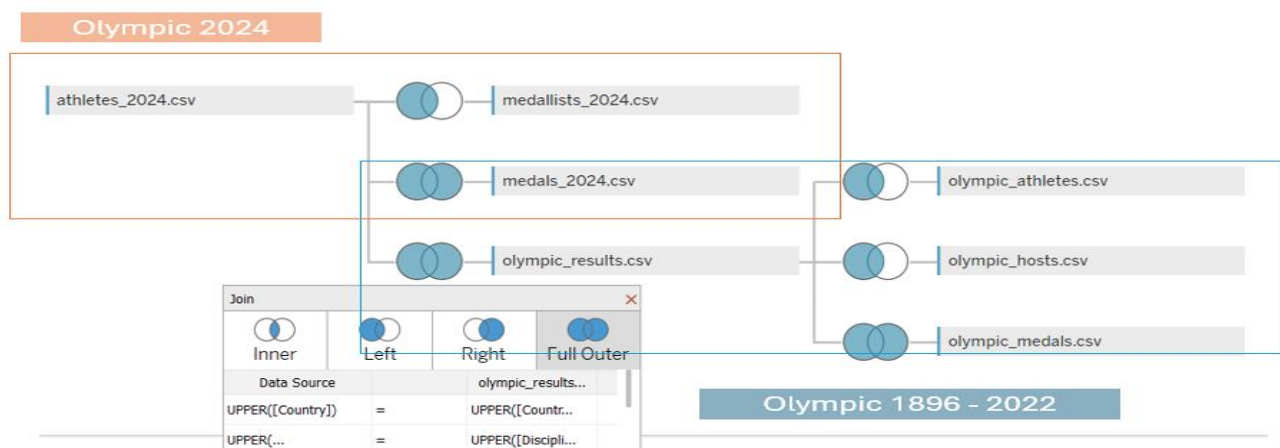 Olympic 2024
athletes_2024.csv
medallists_2024.csv
medals_2024.csv
olympic_athletes.csv
olympic_results.csv
olympic_hosts.csv
olympic_medals.csv
Join
Inner Left Right Full Outer
Data Source olympic_results...
UPPER([Country]) = UPPER([Countr...
UPPER(... = UPPER([Discipli...
Olympic 1896 - 2022